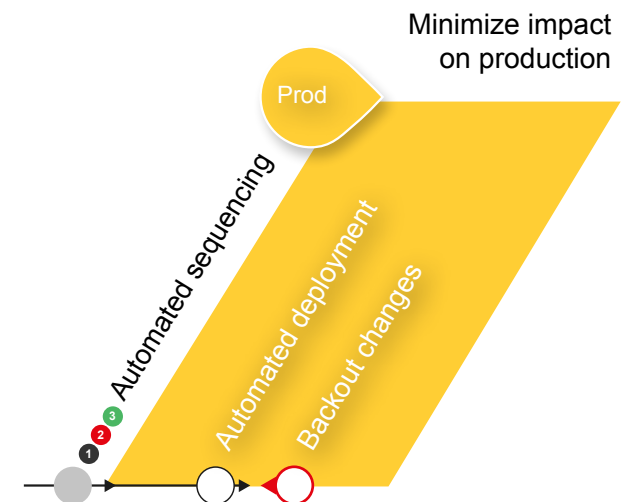 Minimize impact
on production
Prod
Automated sequencing
Automated deployment
Backout changes
3
2
1